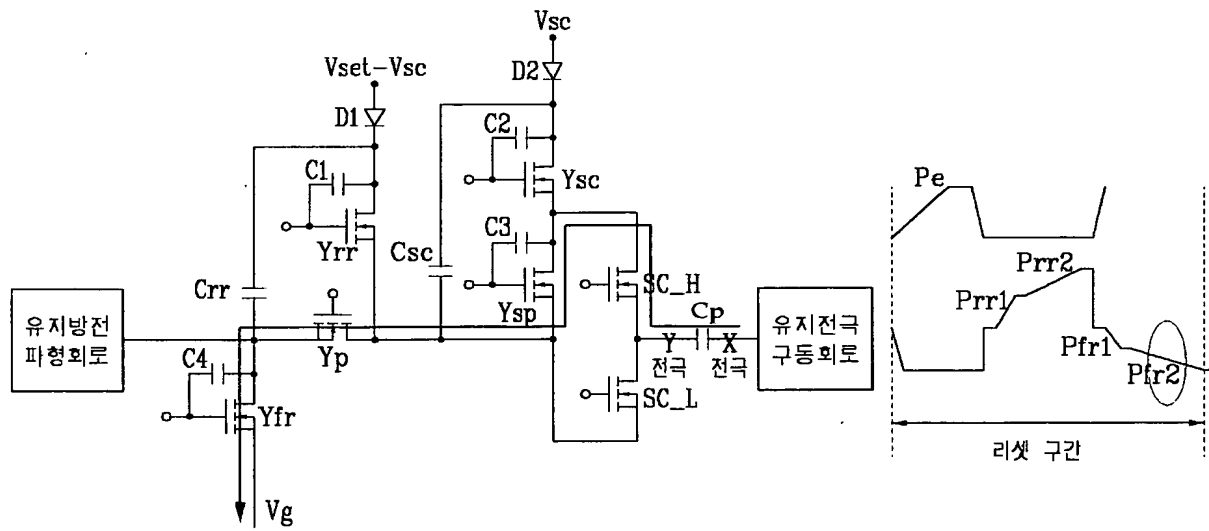 Vsc
Vset-Vsc
D2
D1
C2
C1
Ysc
Pe
C3
Yrr
Csc
Prr2
Crr
SC_H
Prr1
Ysp
유지방전
파형회로
Cp
유지전극
구동회로
Yp
Y
전극
X
전극
Pfr1
C4
Pfr2
SC_L
Yfr
리셋 구간
Vg